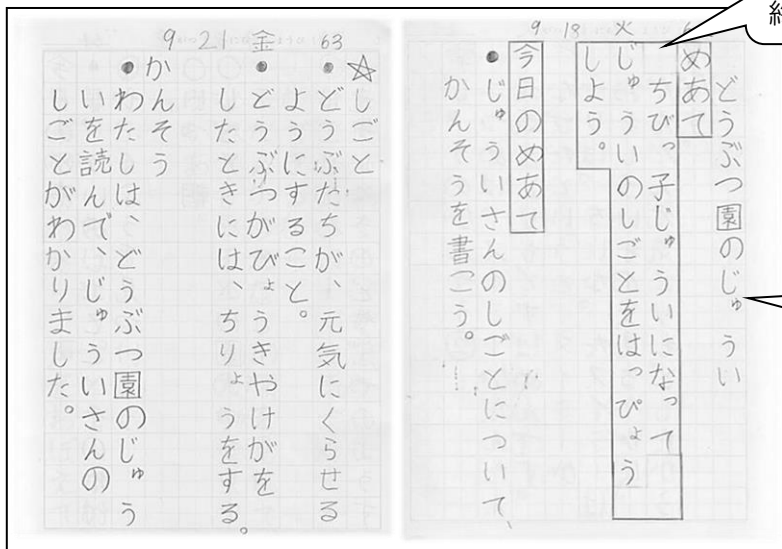 9 18 火
どうぶつ園のじゅうい
めあて
ちびっ子じゅういになって
じゅういのしごとをはっぴょう
しよう。
今日のめあて
●じゅういさんのしごとについて、
かんそうを書こう。
9 21 金 63
☆しごと
●どうぶたちが、元気にくらせる
ようにすること。
●どうぶつがびょうきやけがを
したときには、ちりょうをする。
かんそう
●わたしは、どうぶつ園のじゅう
いを読んで、じゅういさんの
しごとがわかりました。